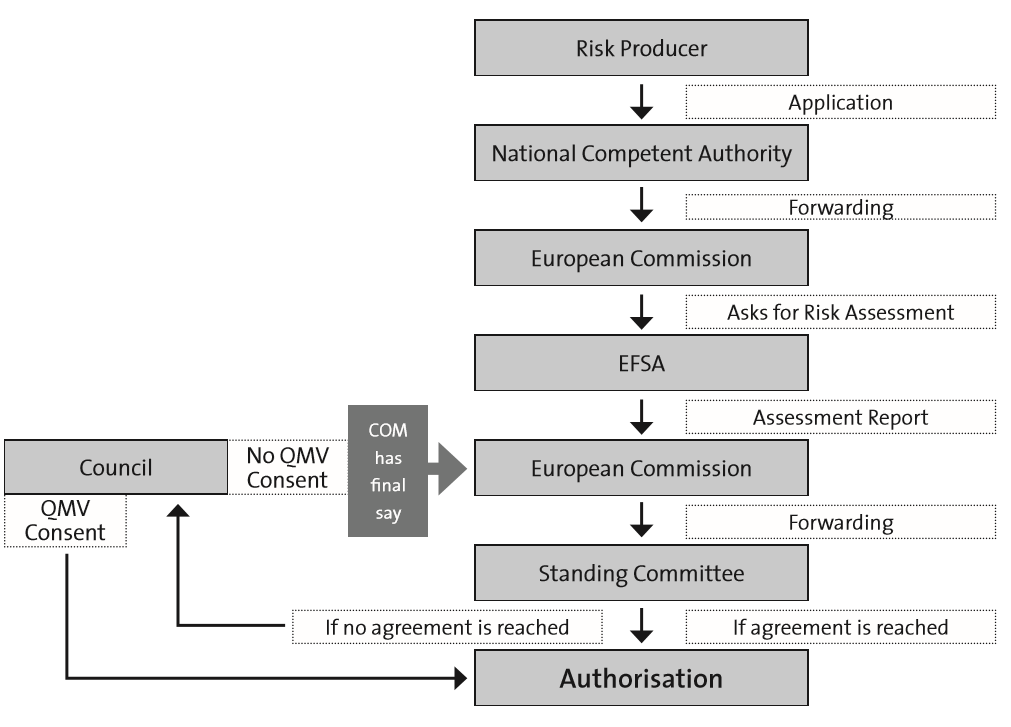 Risk Producer
Application
National Competent Authority
Forwarding
European Commission
Asks for Risk Assessment
EFSA
Assessment Report
COM
has
final
say
Council
No QMV
Consent
European Commission
QMV
Consent
Forwarding
Standing Committee
If no agreement is reached
If agreement is reached
Authorisation